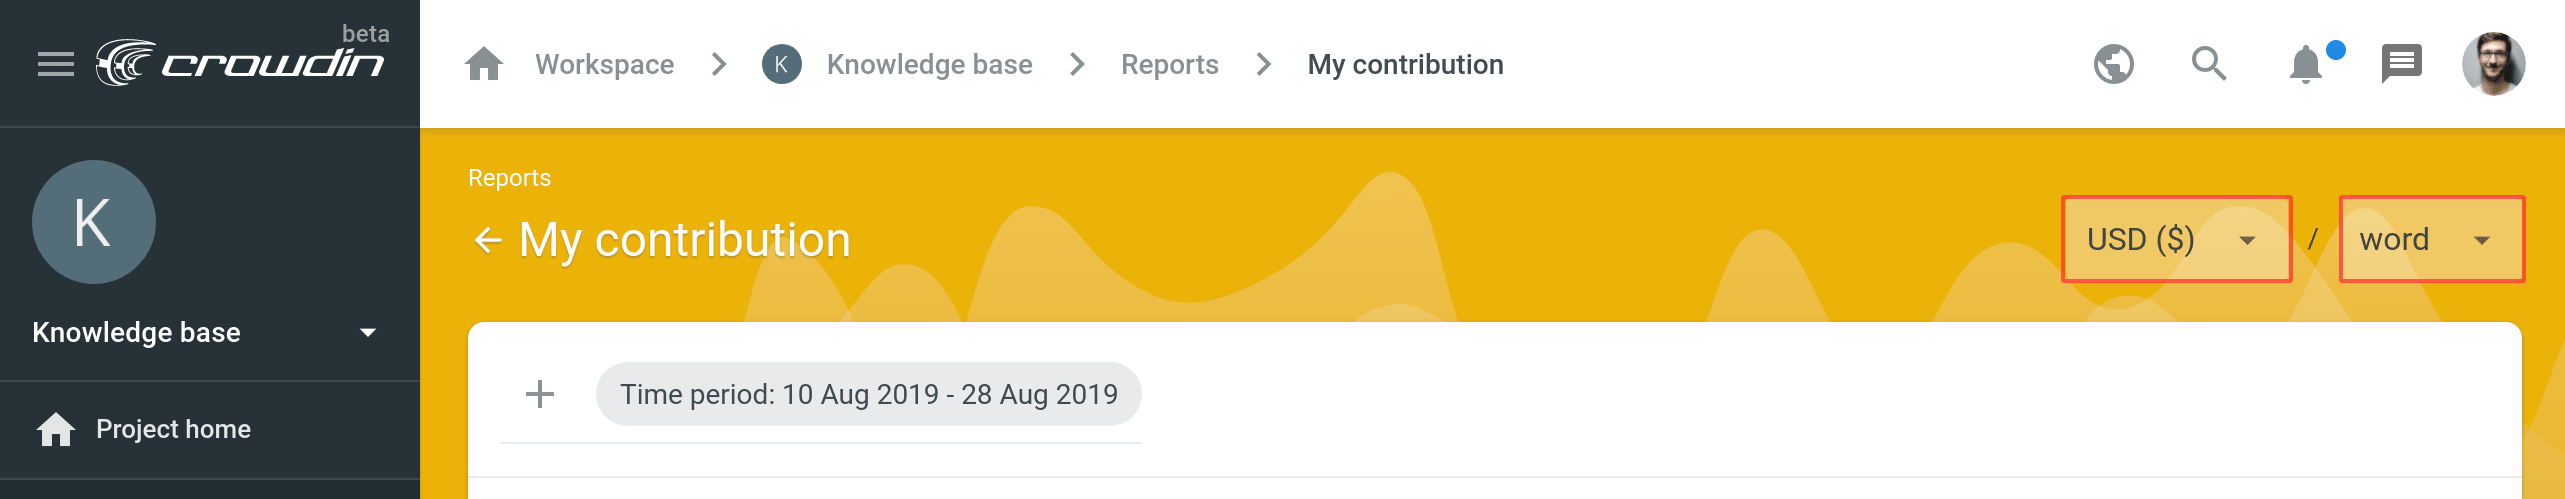 beta
crowdin
Workspace K Knowledge base Reports My contribution
K
Knowledge base
Project home
Reports
My contribution
USD ($) / word
Time period: 10 Aug 2019 - 28 Aug 2019